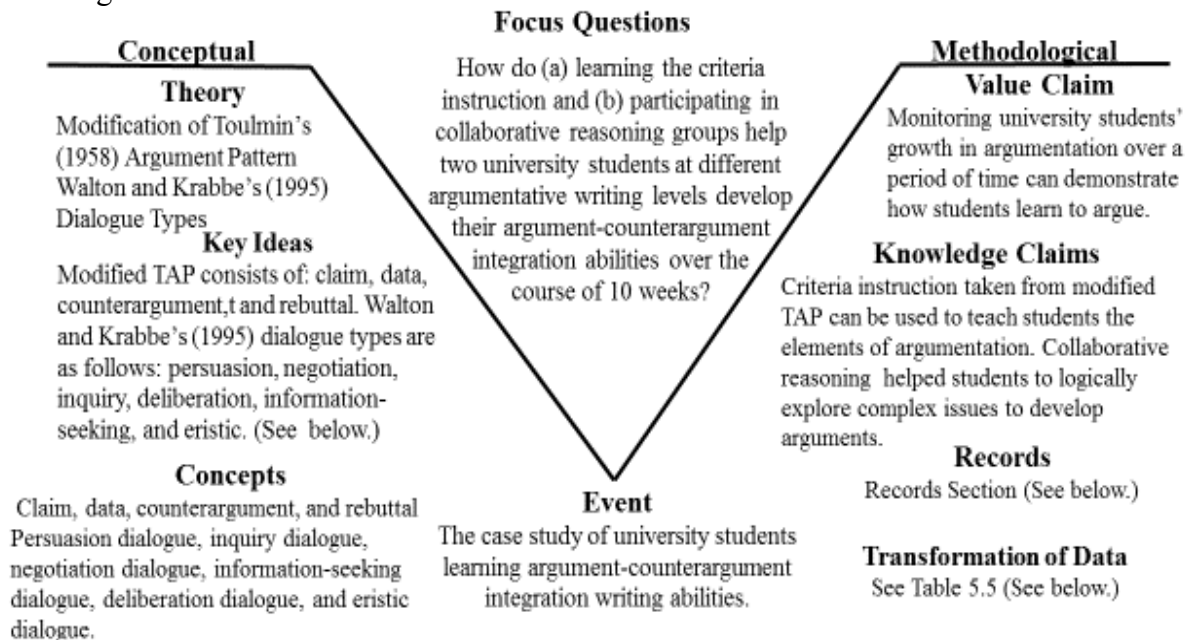 Focus Questions
How do (a) learning the criteria
instruction and (b) participating in
collaborative reasoning groups help
two university students at different
argumentative writing levels develop
their argument-counterargument
integration abilities over the
course of 10 weeks?
Conceptual
Theory
Modification of Toulmin's
(1958) Argument Pattern
Walton and Krabbe's (1995)
Dialogue Types
Key Ideas
Modified TAP consists of: claim, data,
counterargument,t and rebuttal. Walton
and Krabbe's (1995) dialogue types are
as follows: persuasion, negotiation,
inquiry, deliberation, information-
seeking, and eristic. (See below.)
Concepts
Claim, data, counterargument, and rebuttal
Persuasion dialogue, inquiry dialogue,
negotiation dialogue, information-seeking
dialogue, deliberation dialogue, and eristic
dialogue.
Event
The case study of university students
learning argument-counterargument
integration writing abilities.
Methodological
Value Claim
Monitoring university students'
growth in argumentation over a
period of time can demonstrate
how students learn to argue.
Knowledge Claims
Criteria instruction taken from modified
TAP can be used to teach students the
elements of argumentation. Collaborative
reasoning helped students to logically
explore complex issues to develop
arguments.
Records
Records Section (See below.)
Transformation of Data
See Table 5.5 (See below.)